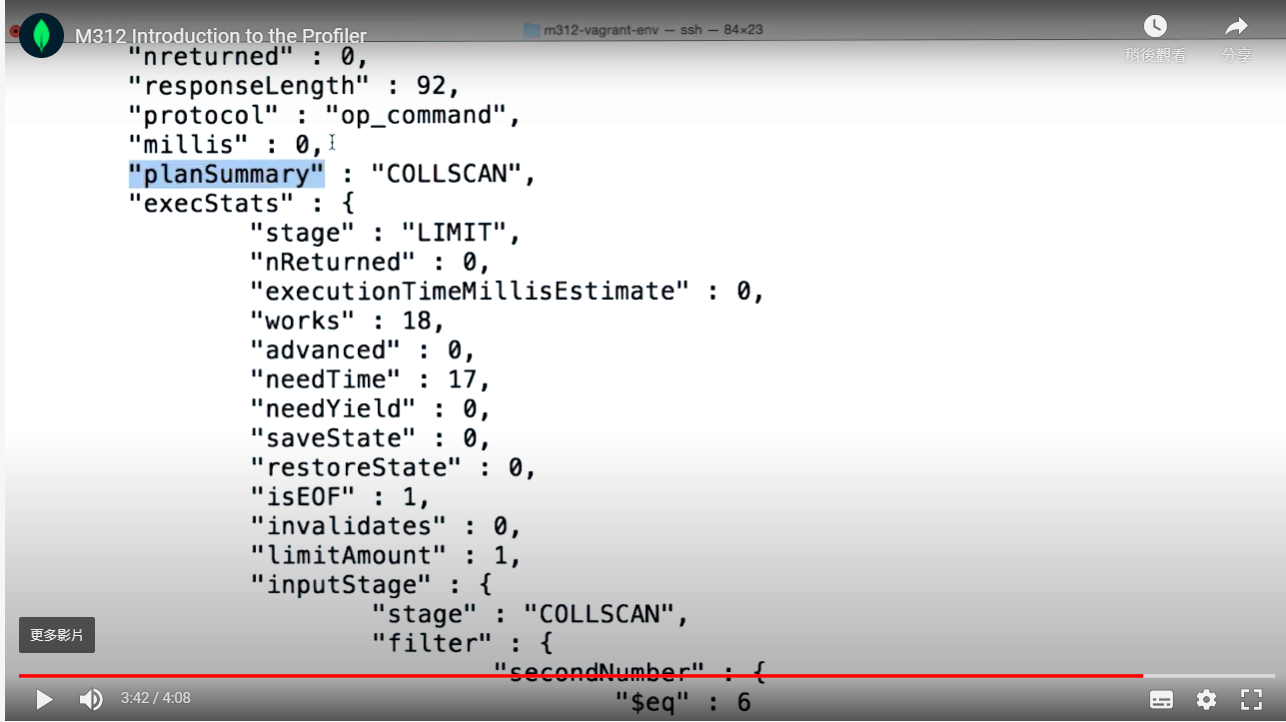 M312 Introduction to the Profiler
m312-vagrant-env — ssh — 84×23
稍後觀看
分享
"nreturned" : 0,
"responseLength" : 92,
"protocol" : "op_command",
"millis" : 0,
"planSummary" : "COLLSCAN",
"execStats" : {
"stage" : "LIMIT",
"nReturned" : 0,
"executionTimeMillisEstimate" : 0,
"works" : 18,
"advanced" : 0,
"needTime" : 17,
"needYield" : 0,
"saveState" : 0,
"restoreState" : 0,
"isEOF" : 1,
"invalidates" : 0,
"limitAmount" : 1,
"inputStage" : {
"stage" : "COLLSCAN",
"filter" : {
"secondNumber" : {
"$eq" : 6
更多影片
3:42 / 4:08